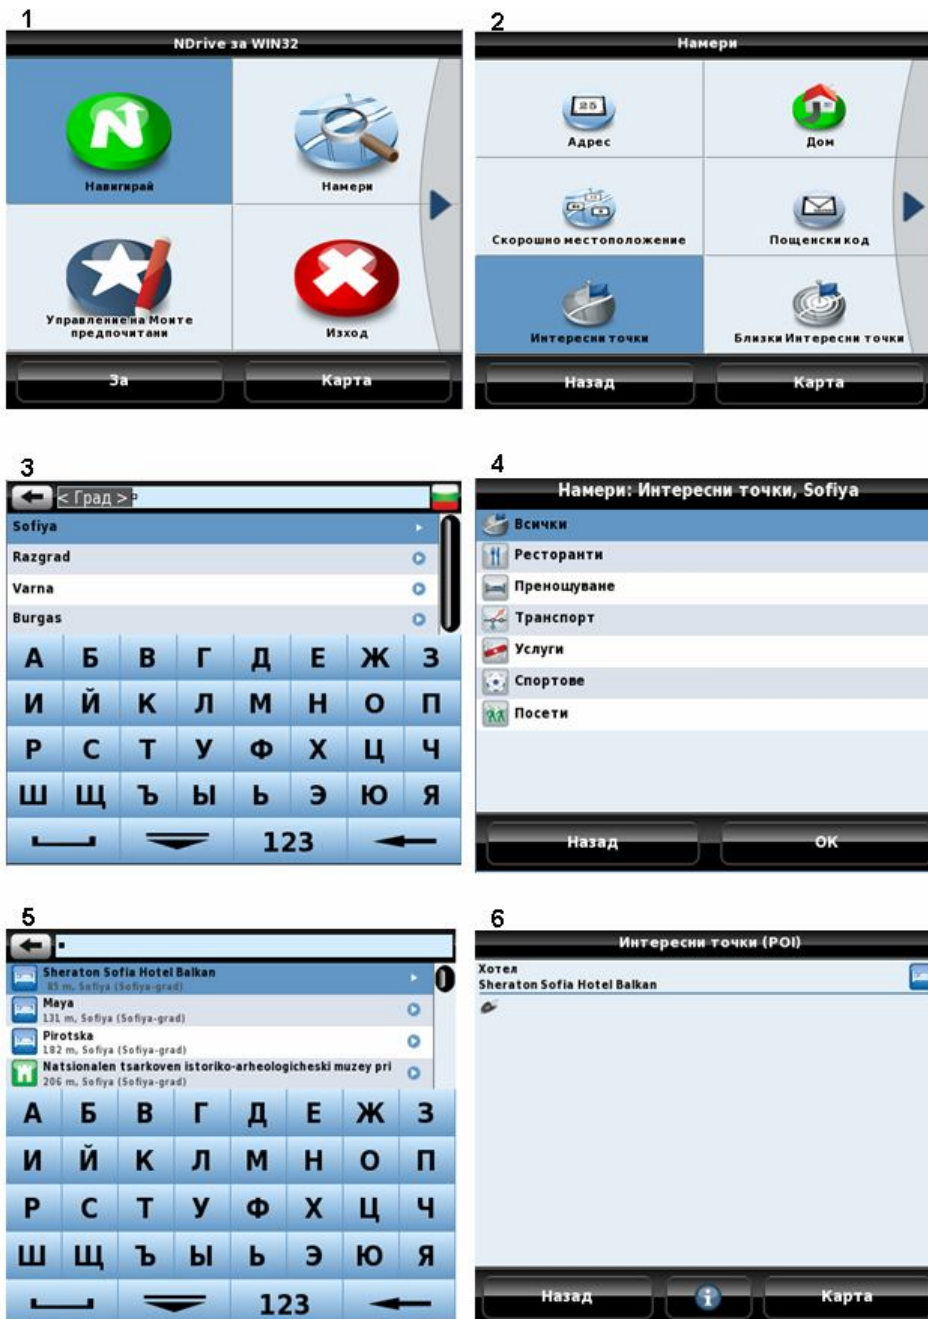 1
NDrive за WIN32
Навигирай
Намери
Управление на Моите
предпочитани
Изход
За
Карта
2
Намери
25
Адрес
Дом
Скорошно местоположение
Пощенски код
Интересни точки
Близки Интересни точки
Назад
Карта
3
< Град >
Sofiya
Razgrad
Varna
Burgas
А Б В Г Д Е Ж З
И Й К Л М Н О П
Р С Т У Ф Х Ц Ч
Ш Щ Ъ Ы Ь Э Ю Я
123
4
Намери: Интересни точки, Sofiya
Всички
Ресторанти
Пренощуване
Транспорт
Услуги
Спортове
Посети
Назад
OK
5
Sheraton Sofia Hotel Balkan
85 m, Sofiya (Sofiya-grad)
Maya
131 m, Sofiya (Sofiya-grad)
Pirotska
182 m, Sofiya (Sofiya-grad)
Natsionalen tsarkoven istoriko-arheologicheski muzey pri
206 m, Sofiya (Sofiya-grad)
А Б В Г Д Е Ж З
И Й К Л М Н О П
Р С Т У Ф Х Ц Ч
Ш Щ Ъ Ы Ь Э Ю Я
123
6
Интересни точки (POI)
Хотел
Sheraton Sofia Hotel Balkan
Назад
i
Карта